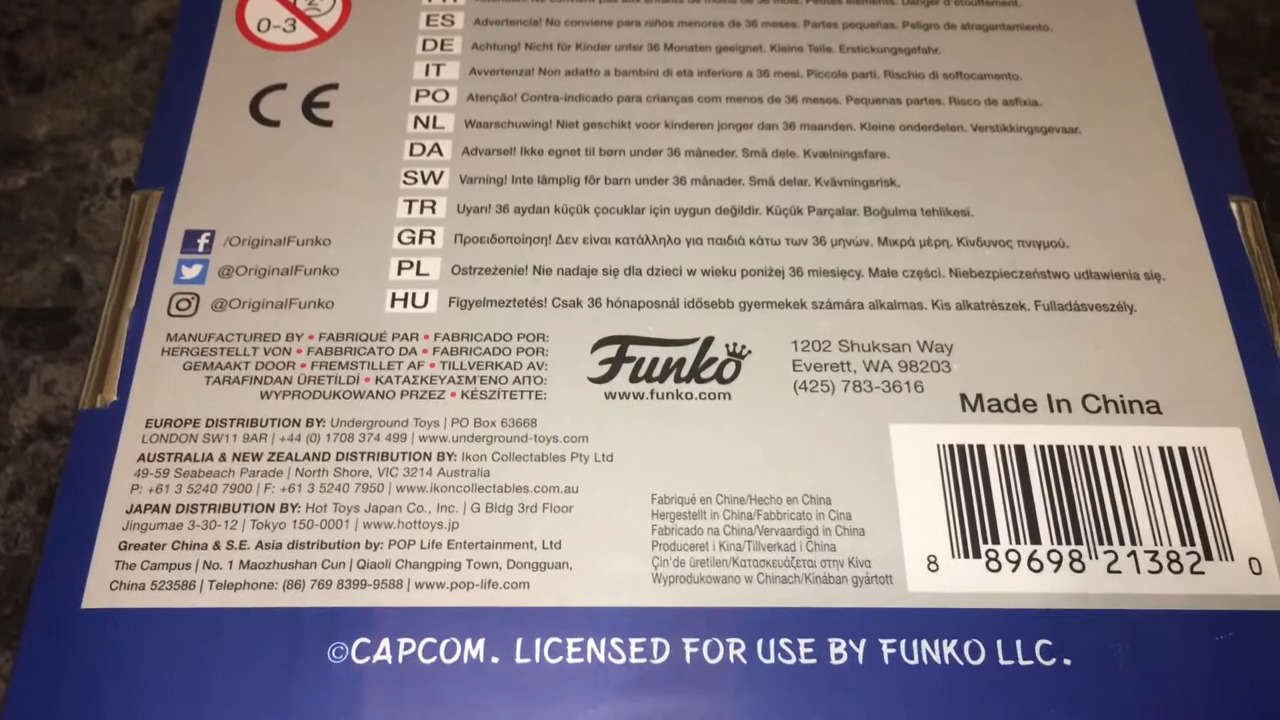 0-3
CE
ES Advertencia! No conviene para niños menores de 36 meses. Partes pequeñas. Peligro de atragantamiento.
DE Achtung! Nicht für Kinder unter 36 Monaten geeignet. Kleine Teile. Erstickungsgefahr.
IT Avvertenza! Non adatto a bambini di età inferiore a 36 mesi. Piccole parti. Rischio di soffocamento.
PO Atenção! Contra-indicado para crianças com menos de 36 meses. Pequenas partes. Risco de asfixia.
NL Waarschuwing! Niet geschikt voor kinderen jonger dan 36 maanden. Kleine onderdelen. Verstikkingsgevaar.
DA Advarsel! Ikke egnet til børn under 36 måneder. Små dele. Kvælningsfare.
SW Varning! Inte lämplig för barn under 36 månader. Små delar. Kvävningsrisk.
TR Uyarı! 36 aydan küçük çocuklar için uygun değildir. Küçük Parçalar. Boğulma tehlikesi.
GR Προειδοποίηση! Δεν είναι κατάλληλο για παιδιά κάτω των 36 μηνών. Μικρά μέρη. Κίνδυνος πνιγμού.
PL Ostrzeżenie! Nie nadaje się dla dzieci w wieku poniżej 36 miesięcy. Małe części. Niebezpieczeństwo udławienia się.
HU Figyelmeztetés! Csak 36 hónaposnál idősebb gyermekek számára alkalmas. Kis alkatrészek. Fulladásveszély.
/OriginalFunko
@OriginalFunko
@OriginalFunko
MANUFACTURED BY • FABRIQUÉ PAR • FABRICADO POR:
HERGESTELLT VON • FABBRICATO DA • FABRICADO POR:
GEMAAKT DOOR • FREMSTILLET AF • TILLVERKAD AV:
TARAFINDAN ÜRETİLDİ • ΚΑΤΑΣΚΕΥΑΣΜΈΝΟ ΑΠΌ:
WYPRODUKOWANO PRZEZ • KÉSZÍTETTE:
Funko
www.funko.com
1202 Shuksan Way
Everett, WA 98203
(425) 783-3616
Made In China
EUROPE DISTRIBUTION BY: Underground Toys | PO Box 63668
LONDON SW11 9AR | +44 (0) 1708 374 499 | www.underground-toys.com
AUSTRALIA & NEW ZEALAND DISTRIBUTION BY: Ikon Collectables Pty Ltd
49-59 Seabeach Parade | North Shore, VIC 3214 Australia
P: +61 3 5240 7900 | F: +61 3 5240 7950 | www.ikoncollectables.com.au
JAPAN DISTRIBUTION BY: Hot Toys Japan Co., Inc. | G Bldg 3rd Floor
Jingumae 3-30-12 | Tokyo 150-0001 | www.hottoys.jp
Greater China & S.E. Asia distribution by: POP Life Entertainment, Ltd
The Campus | No. 1 Maozhushan Cun | Qiaoli Changping Town, Dongguan,
China 523586 | Telephone: (86) 769 8399-9588 | www.pop-life.com
Fabriqué en Chine/Hecho en China
Hergestellt in China/Fabbricato in Cina
Fabricado na China/Vervaardigd in China
Produceret i Kina/Tillverkad i China
Çin'de üretilen/Κατασκευάζεται στην Κίνα
Wyprodukowano w Chinach/Kínában gyártott
8 89698 21382 0
©CAPCOM. LICENSED FOR USE BY FUNKO LLC.